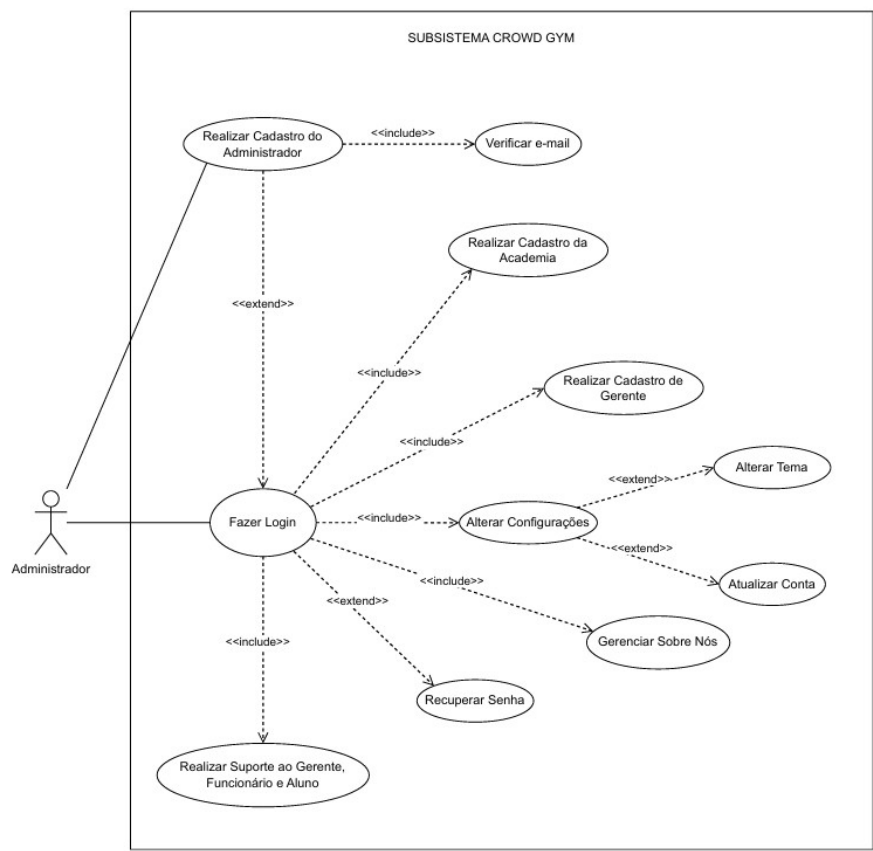 SUBSISTEMA CROWD GYM
Realizar Cadastro do
Administrador
<<include>>
Verificar e-mail
Realizar Cadastro da
Academia
<<extend>>
<<include>>
Realizar Cadastro de
Gerente
<<include>>
Alterar Tema
<<extend>>
Fazer Login
<<include>>
Alterar Configurações
Administrador
<<extend>>
Atualizar Conta
<<include>>
<<extend>>
<<include>>
Gerenciar Sobre Nós
Recuperar Senha
Realizar Suporte ao Gerente,
Funcionário e Aluno